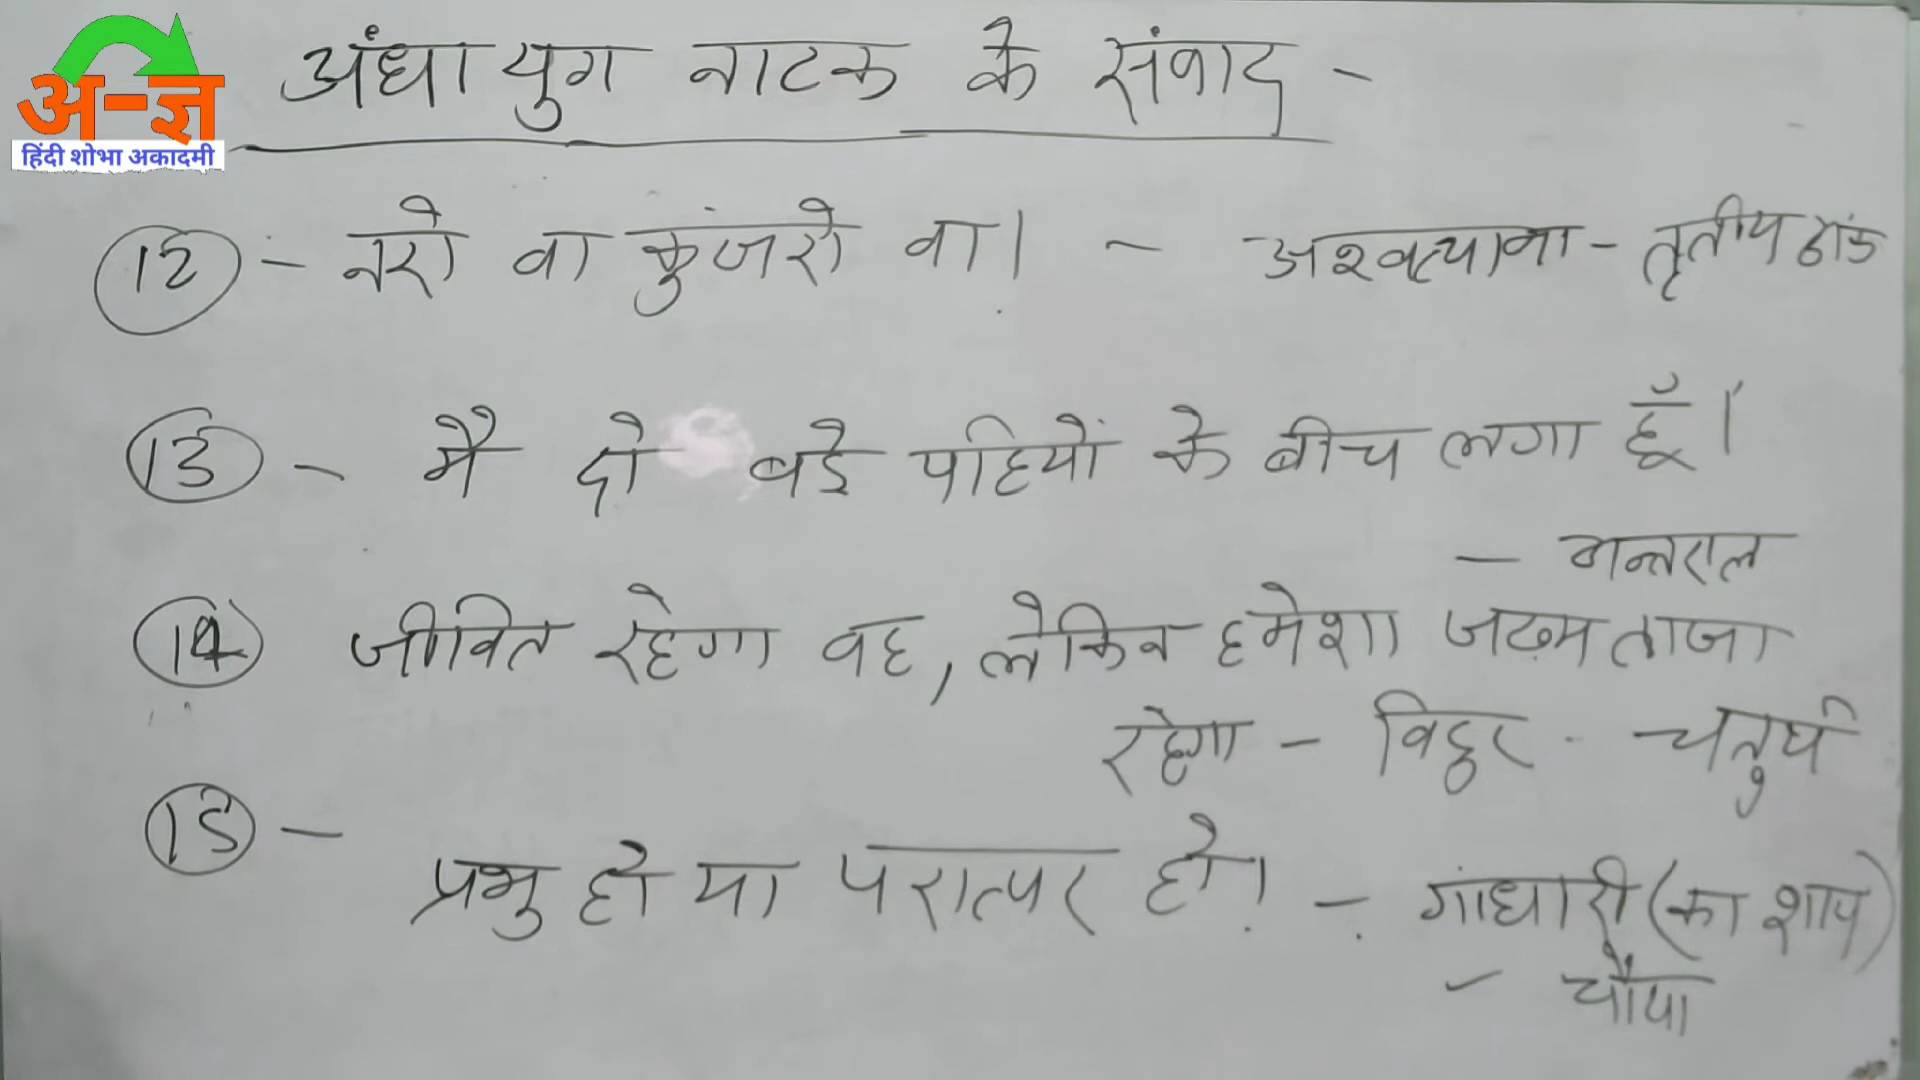 अ-ज्ञ
हिंदी शोभा अकादमी
अंधा युग नाटक के संवाद -
12 - नरो वा कुंजरो वा। - अश्वत्थामा - तृतीय अंक
13 - मै दो बडे पहियों के बीच लगा हूँ।
- अन्तराल
14 जीवित रहेगा वह, लेकिन हमेशा जख्म ताजा
रहेगा - विदुर - चतुर्थ
15 - प्रभु हो या परात्पर हो। - गांधारी (का शाप)
- चौथा